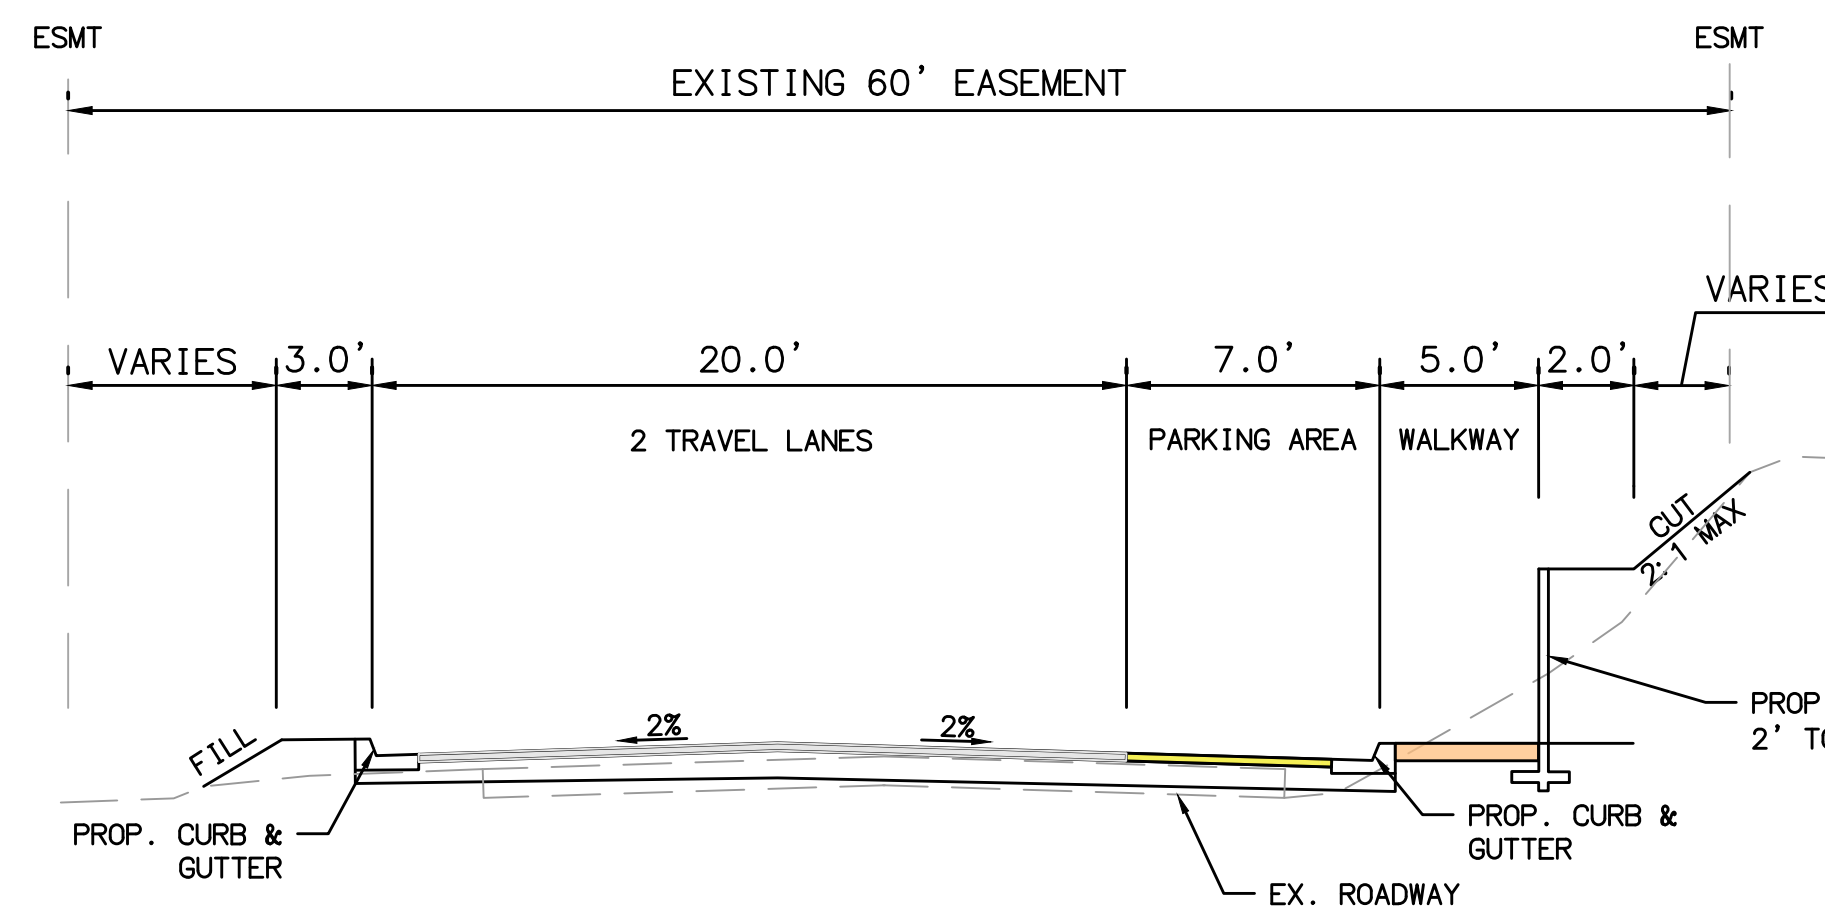 ESMT
ESMT
EXISTING 60' EASEMENT
VARIES
VARIES
3.0'
20.0'
7.0'
5.0'
2.0'
2 TRAVEL LANES
PARKING AREA
WALKWAY
CUT
2:1 MAX
FILL
2%
2%
PROP
2' TO
PROP. CURB &
GUTTER
PROP. CURB &
GUTTER
EX. ROADWAY